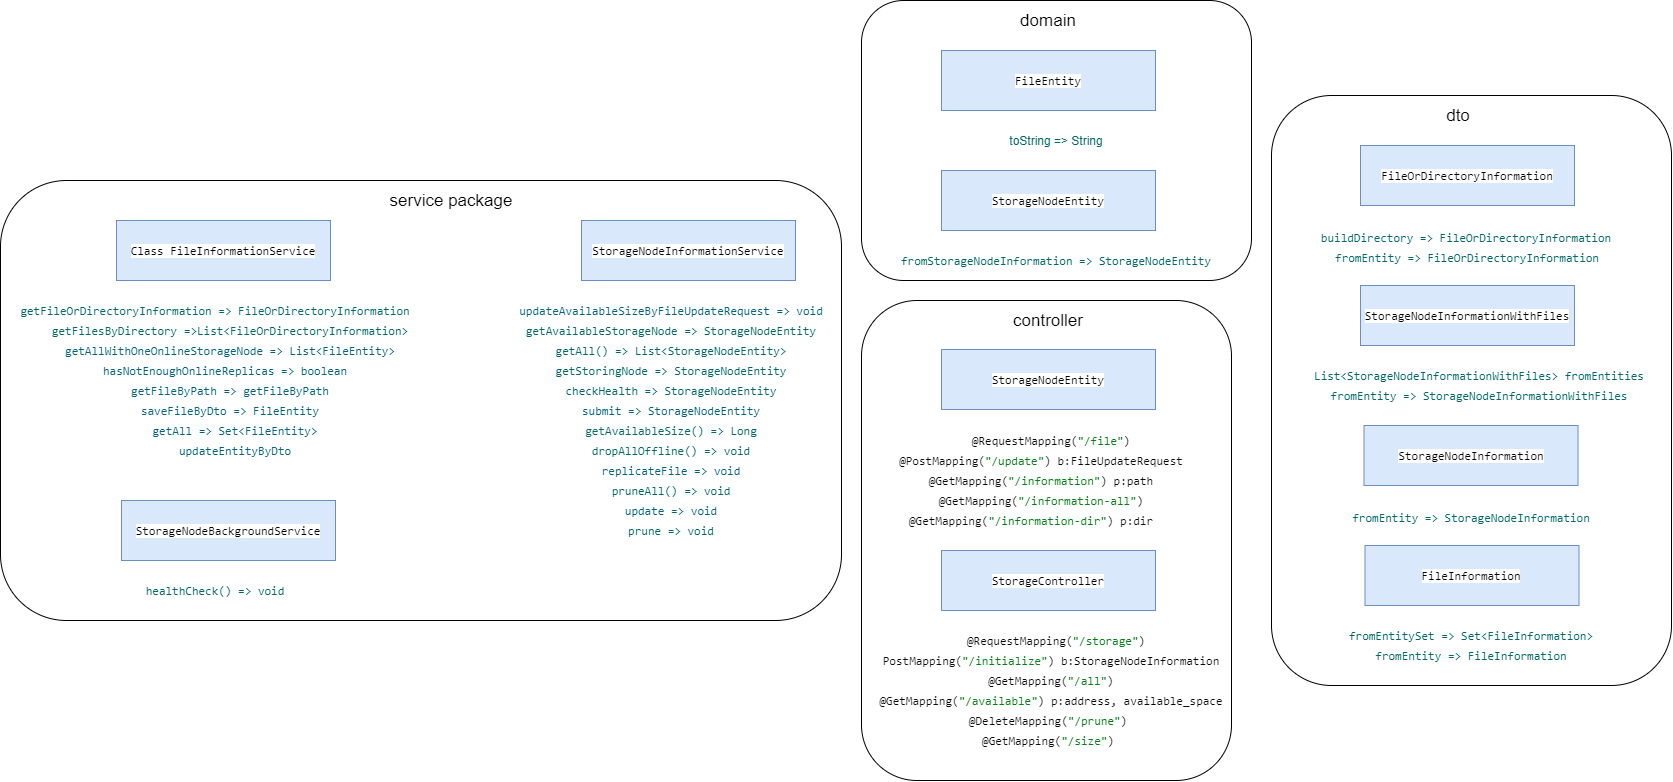 service package
Class FileInformationService
getFileOrDirectoryInformation => FileOrDirectoryInformation
getFilesByDirectory =>List<FileOrDirectoryInformation>
getAllWithOneOnlineStorageNode => List<FileEntity>
hasNotEnoughOnlineReplicas => boolean
getFileByPath => getFileByPath
saveFileByDto => FileEntity
getAll => Set<FileEntity>
updateEntityByDto
StorageNodeBackgroundService
healthCheck() => void
StorageNodeInformationService
updateAvailableSizeByFileUpdateRequest => void
getAvailableStorageNode => StorageNodeEntity
getAll() => List<StorageNodeEntity>
getStoringNode => StorageNodeEntity
checkHealth => StorageNodeEntity
submit => StorageNodeEntity
getAvailableSize() => Long
dropAllOffline() => void
replicateFile => void
pruneAll() => void
update => void
prune => void
domain
FileEntity
toString => String
StorageNodeEntity
fromStorageNodeInformation => StorageNodeEntity
controller
StorageNodeEntity
@RequestMapping("/file")
@PostMapping("/update") b:FileUpdateRequest
@GetMapping("/information") p:path
@GetMapping("/information-all")
@GetMapping("/information-dir") p:dir
StorageController
@RequestMapping("/storage")
PostMapping("/initialize") b:StorageNodeInformation
@GetMapping("/all")
@GetMapping("/available") p:address, available_space
@DeleteMapping("/prune")
@GetMapping("/size")
dto
FileOrDirectoryInformation
buildDirectory => FileOrDirectoryInformation
fromEntity => FileOrDirectoryInformation
StorageNodeInformationWithFiles
List<StorageNodeInformationWithFiles> fromEntities
fromEntity => StorageNodeInformationWithFiles
StorageNodeInformation
fromEntity => StorageNodeInformation
FileInformation
fromEntitySet => Set<FileInformation>
fromEntity => FileInformation